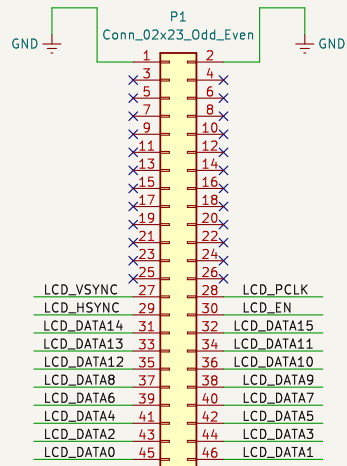 P1
GND Conn_02x23_Odd_Even GND
1 2
3 4
5 6
7 8
9 10
11 12
13 14
15 16
17 18
19 20
21 22
23 24
25 26
LCD_VSYNC 27 28 LCD_PCLK
LCD_HSYNC 29 30 LCD_EN
LCD_DATA14 31 32 LCD_DATA15
LCD_DATA13 33 34 LCD_DATA11
LCD_DATA12 35 36 LCD_DATA10
LCD_DATA8 37 38 LCD_DATA9
LCD_DATA6 39 40 LCD_DATA7
LCD_DATA4 41 42 LCD_DATA5
LCD_DATA2 43 44 LCD_DATA3
LCD_DATA0 45 46 LCD_DATA1